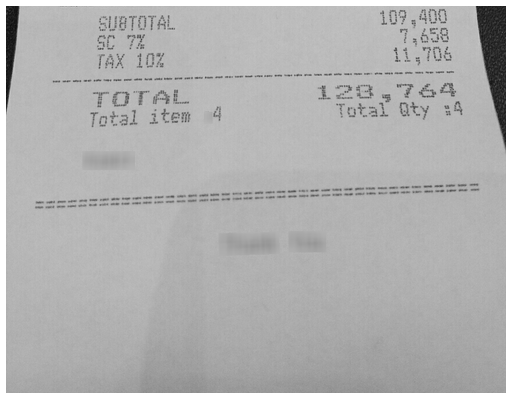 SUBTOTAL 109,400
SC 7% 7,658
TAX 10% 11,706
TOTAL 128,764
Total item 4 Total Qty :4